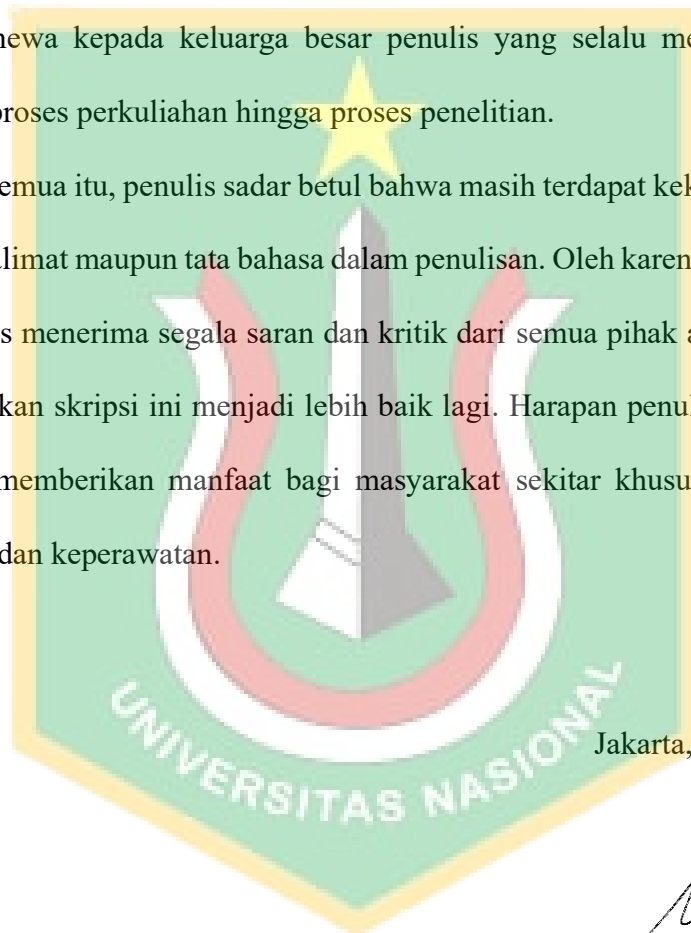 newa kepada keluarga besar penulis yang selalu me
proses perkuliahan hingga proses penelitian.
emua itu, penulis sadar betul bahwa masih terdapat kek
alimat maupun tata bahasa dalam penulisan. Oleh karen
s menerima segala saran dan kritik dari semua pihak a
kan skripsi ini menjadi lebih baik lagi. Harapan penul
memberikan manfaat bagi masyarakat sekitar khusu
dan keperawatan.
Jakarta,
UNIVERSITAS NASIONAL